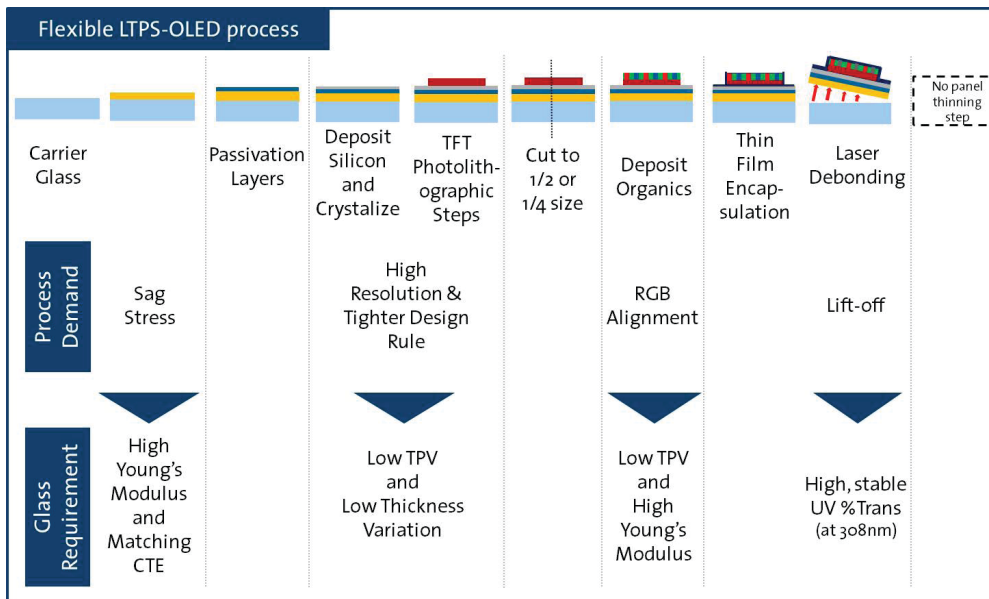 Flexible LTPS-OLED process
No panel
thinning
step
Carrier
Glass
Passivation
Layers
Deposit
Silicon
and
Crystalize
TFT
Photolith-
ographic
Steps
Cut to
1/2 or
1/4 size
Deposit
Organics
Thin
Film
Encap-
sulation
Laser
Debonding
Process
Demand
Sag
Stress
High
Resolution &
Tighter Design
Rule
RGB
Alignment
Lift-off
Glass
Requirement
High
Young's
Modulus
and
Matching
CTE
Low TPV
and
Low Thickness
Variation
Low TPV
and
High
Young's
Modulus
High, stable
UV %Trans
(at 308nm)